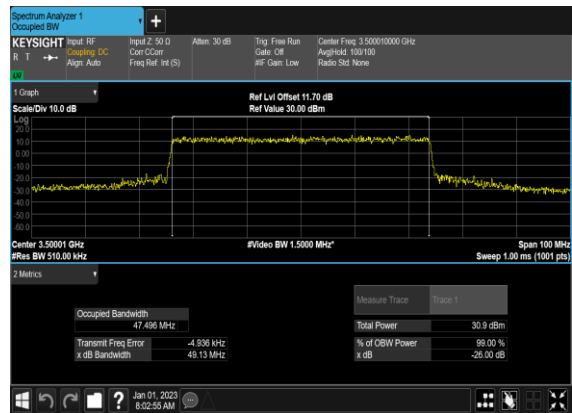 Spectrum Analyzer 1
Occupied BW
+
KEYSIGHT Input: RF Input Z: 50 Ω Atten: 30 dB Trig: Free Run Center Freq: 3.500010000 GHz
R T Coupling: DC Corr CCorr Gate: Off Avg|Hold: 100/100
Align: Auto Freq Ref: Int (S) #IF Gain: Low Radio Std: None
LW
1 Graph
Ref Lvl Offset 11.70 dB
Scale/Div 10.0 dB Ref Value 30.00 dBm
Log
20.0
10.0
0.00
-10.0
-20.0
-30.0
-40.0
-50.0
-60.0
Center 3.50001 GHz #Video BW 1.5000 MHz* Span 100 MHz
#Res BW 510.00 kHz Sweep 1.00 ms (1001 pts)
2 Metrics
Measure Trace Trace 1
Occupied Bandwidth
47.496 MHz Total Power 30.9 dBm
Transmit Freq Error -4.936 kHz % of OBW Power 99.00 %
x dB Bandwidth 49.13 MHz x dB -26.00 dB
?
Jan 01, 2023
8:02:55 AM